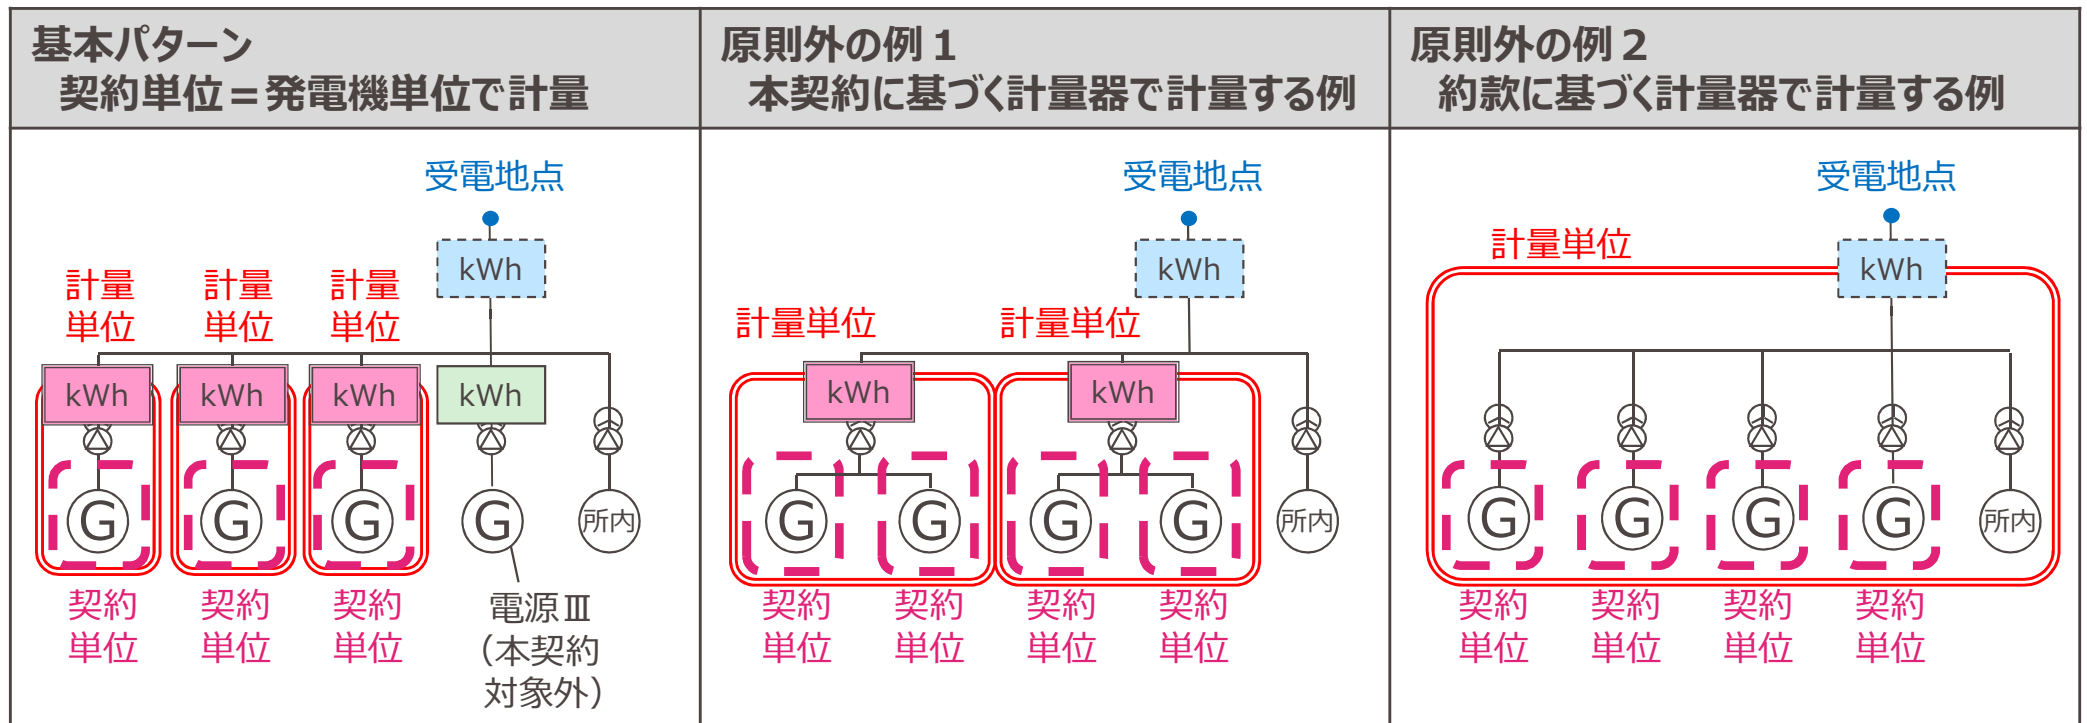 基本パターン
契約単位＝発電機単位で計量
受電地点
kWh
計量
単位
計量
単位
計量
単位
kWh
kWh
kWh
kWh
G
G
G
G
所内
契約
単位
契約
単位
契約
単位
電源Ⅲ
（本契約
対象外）
原則外の例１
本契約に基づく計量器で計量する例
受電地点
kWh
計量単位
計量単位
kWh
kWh
G
G
G
G
所内
契約
単位
契約
単位
契約
単位
契約
単位
原則外の例２
約款に基づく計量器で計量する例
受電地点
計量単位
kWh
G
G
G
G
所内
契約
単位
契約
単位
契約
単位
契約
単位